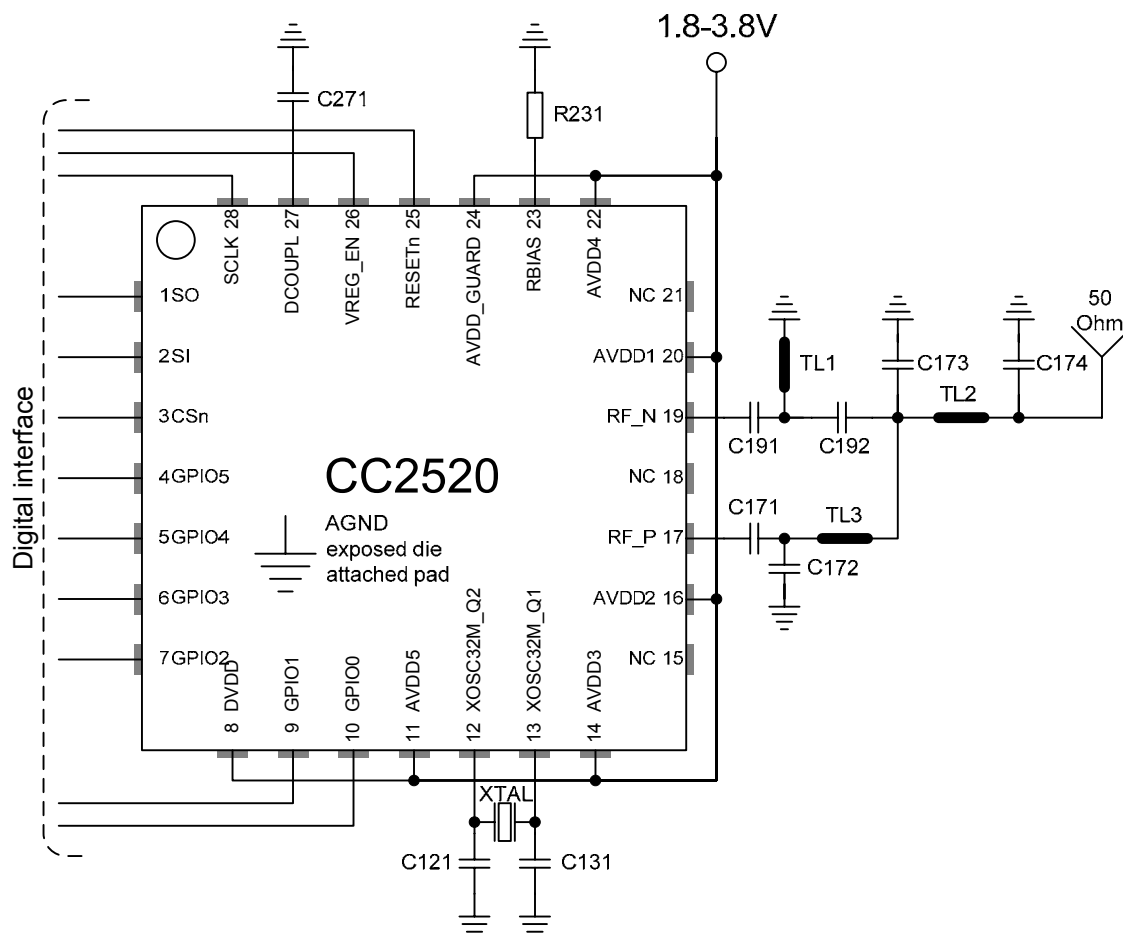 1.8-3.8V
C271
R231
SCLK 28
DCOUPL 27
VREG_EN 26
RESETn 25
AVDD_GUARD 24
RBIAS 23
AVDD4 22
1SO
NC 21
50
Ohm
2SI
AVDD1 20
TL1
C173
C174
TL2
3CSn
RF_N 19
C191
C192
Digital interface
4GPIO5
CC2520
NC 18
C171
TL3
5GPIO4
AGND
exposed die
attached pad
RF_P 17
C172
6GPIO3
AVDD2 16
7GPIO2
NC 15
8 DVDD
9 GPIO1
10 GPIO0
11 AVDD5
12 XOSC32M_Q2
13 XOSC32M_Q1
14 AVDD3
XTAL
C121
C131